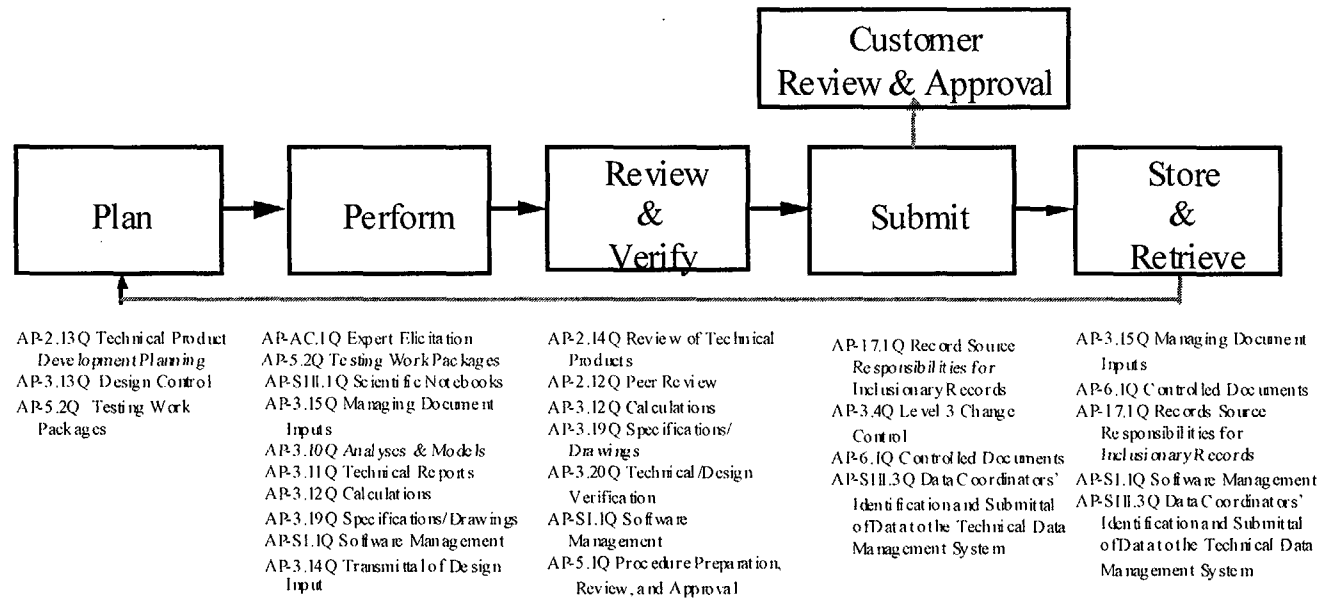 Customer
Review & Approval
Plan
Perform
Review
&
Verify
Submit
Store
&
Retrieve
AP-2.13Q Technical Product
Development Planning
AP-3.13Q Design Control
AP-5.2Q Testing Work
Packages
AP-AC.1Q Expert Elicitation
AP-5.2Q Testing Work Packages
AP-SIII.1Q Scientific Notebooks
AP-3.15Q Managing Document
Inputs
AP-3.10Q Analyses & Models
AP-3.11Q Technical Reports
AP-3.12Q Calculations
AP-3.19Q Specifications/Drawings
AP-SI.1Q Software Management
AP-3.14Q Transmittal of Design
Input
AP-2.14Q Review of Technical
Products
AP-2.12Q Peer Review
AP-3.12Q Calculations
AP-3.19Q Specifications/
Drawings
AP-3.20Q Technical/Design
Verification
AP-SI.1Q Software
Management
AP-5.1Q Procedure Preparation,
Review, and Approval
AP-17.1Q Record Source
Responsibilities for
Inclusionary Records
AP-3.4Q Level 3 Change
Control
AP-6.1Q Controlled Documents
AP-SIII.3Q Data Coordinators'
Identification and Submittal
of Data to the Technical Data
Management System
AP-3.15Q Managing Document
Inputs
AP-6.1Q Controlled Documents
AP-17.1Q Records Source
Responsibilities for
Inclusionary Records
AP-SI.1Q Software Management
AP-SIII.3Q Data Coordinators'
Identification and Submittal
of Data to the Technical Data
Management System